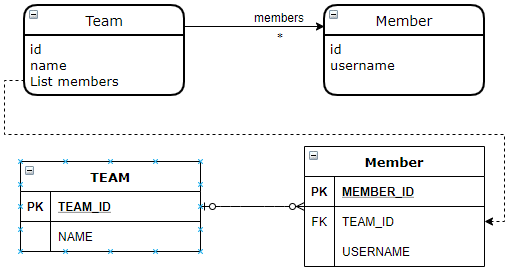 Team
id
name
List members
members
*
Member
id
username
TEAM
PK TEAM_ID
NAME
Member
PK MEMBER_ID
FK TEAM_ID
USERNAME